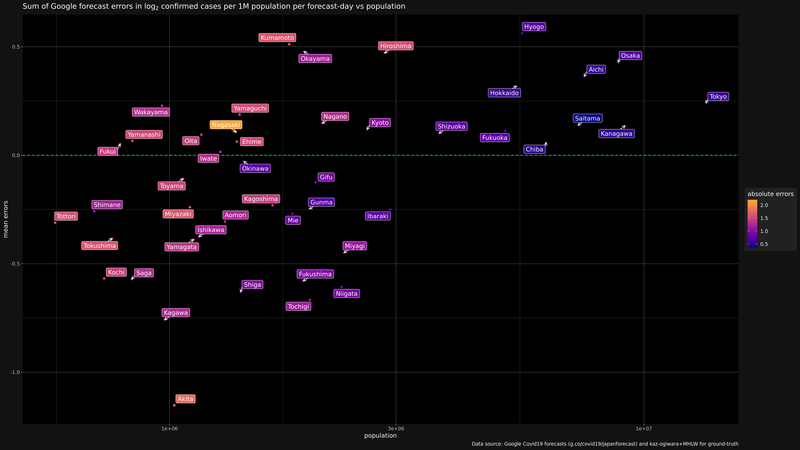 Sum of Google forecast errors in log₂ confirmed cases per 1M population per forecast-day vs population
Hyogo
Kumamoto
Hiroshima
Okayama
Osaka
Aichi
Hokkaido
Tokyo
Wakayama
Yamaguchi
Nagasaki
Nagano
Kyoto
Shizuoka
Saitama
Yamanashi
Oita
Ehime
Fukuoka
Kanagawa
Fukui
Iwate
Chiba
Okinawa
Toyama
Gifu
Shimane
Kagoshima
Gunma
Tottori
Miyazaki
Aomori
Mie
Ibaraki
Ishikawa
Tokushima
Yamagata
Miyagi
Kochi
Saga
Fukushima
Shiga
Niigata
Kagawa
Tochigi
Akita
0.5
0.0
-0.5
-1.0
mean errors
1e+06
3e+06
1e+07
population
absolute errors
2.0
1.5
1.0
0.5
Data source: Google Covid19 forecasts (g.co/covid19/japanforecast) and kaz-ogiwara+MHLW for ground-truth